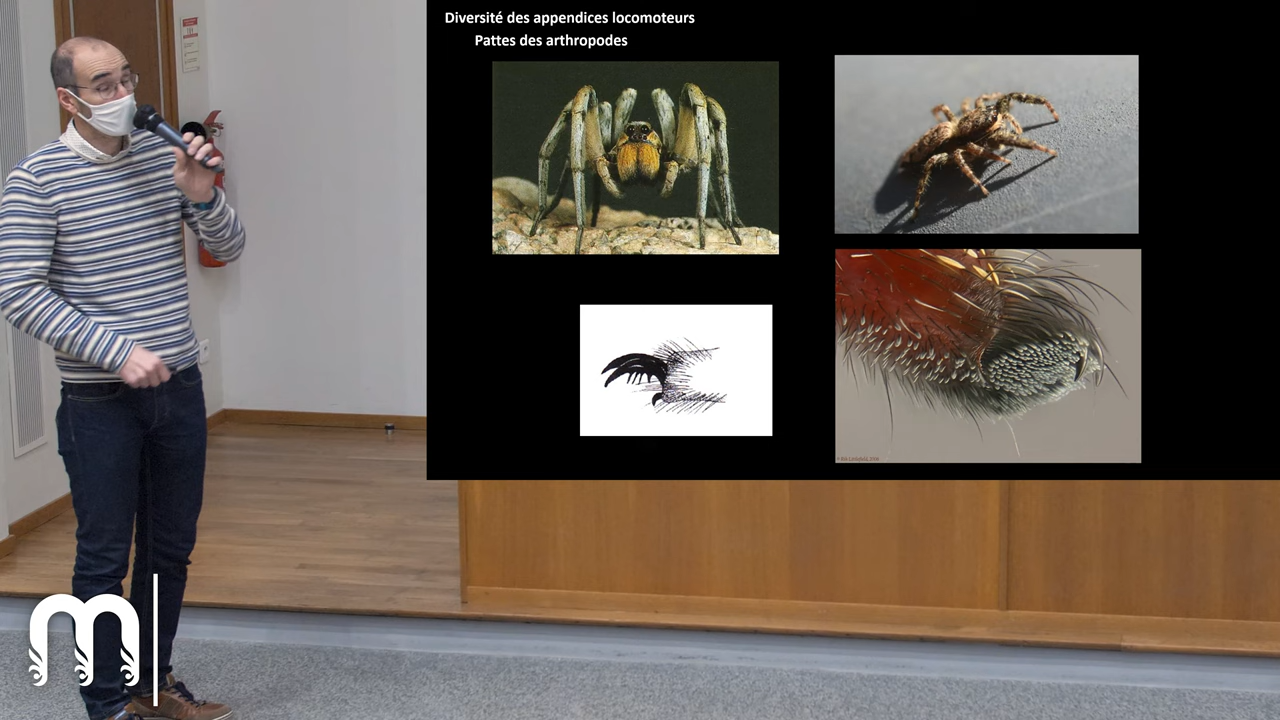 Diversité des appendices locomoteurs
Pattes des arthropodes
m